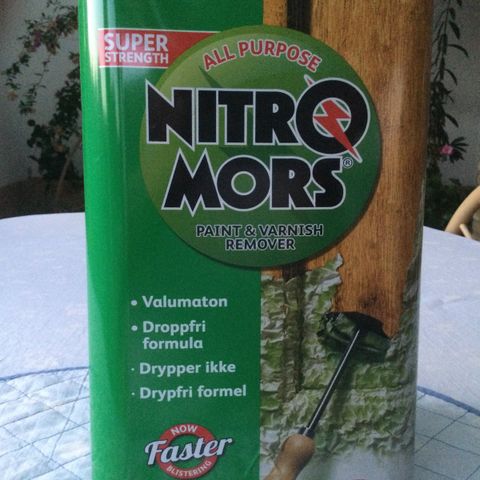 SUPER
STRENGTH
ALL PURPOSE
NITRO
MORS®
PAINT & VARNISH
REMOVER
• Valumaton
• Droppfri
formula
· Drypper ikke
· Drypfri formel
NOW
Faster
BLISTERING